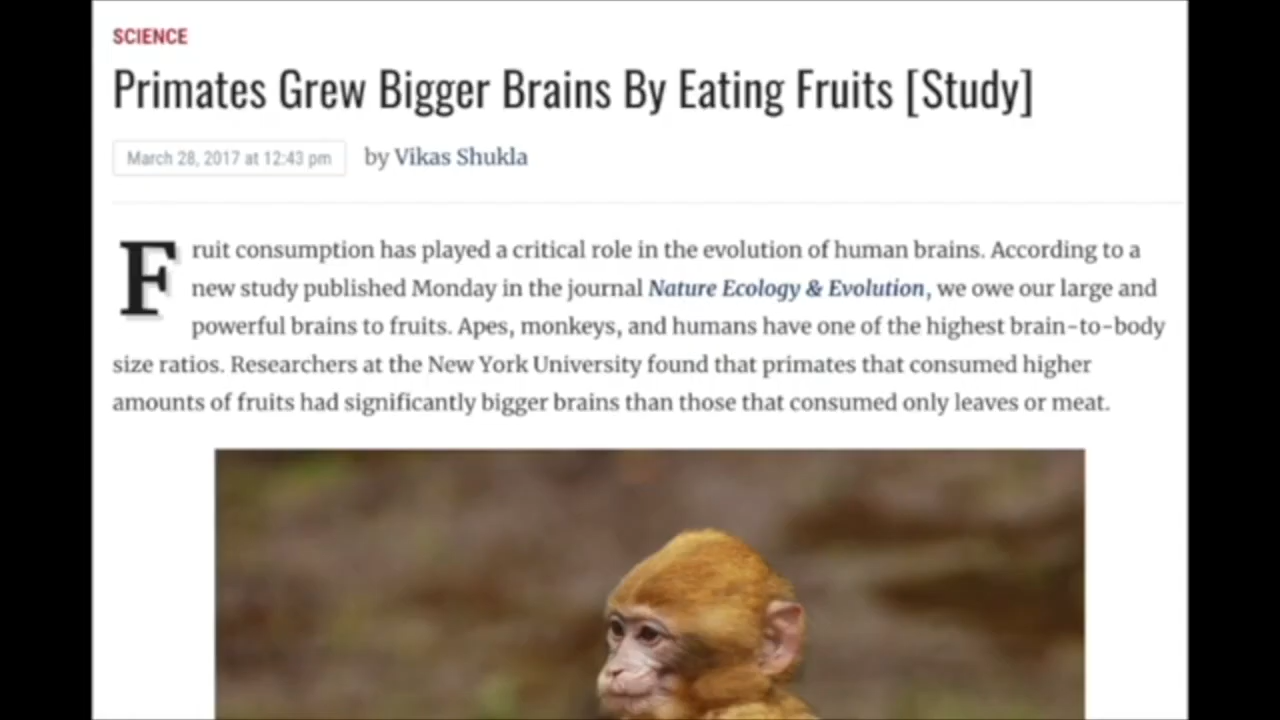 SCIENCE
Primates Grew Bigger Brains By Eating Fruits [Study]
March 28, 2017 at 12:43 pm by Vikas Shukla
Fruit consumption has played a critical role in the evolution of human brains. According to a
new study published Monday in the journal Nature Ecology & Evolution, we owe our large and
powerful brains to fruits. Apes, monkeys, and humans have one of the highest brain-to-body
size ratios. Researchers at the New York University found that primates that consumed higher
amounts of fruits had significantly bigger brains than those that consumed only leaves or meat.